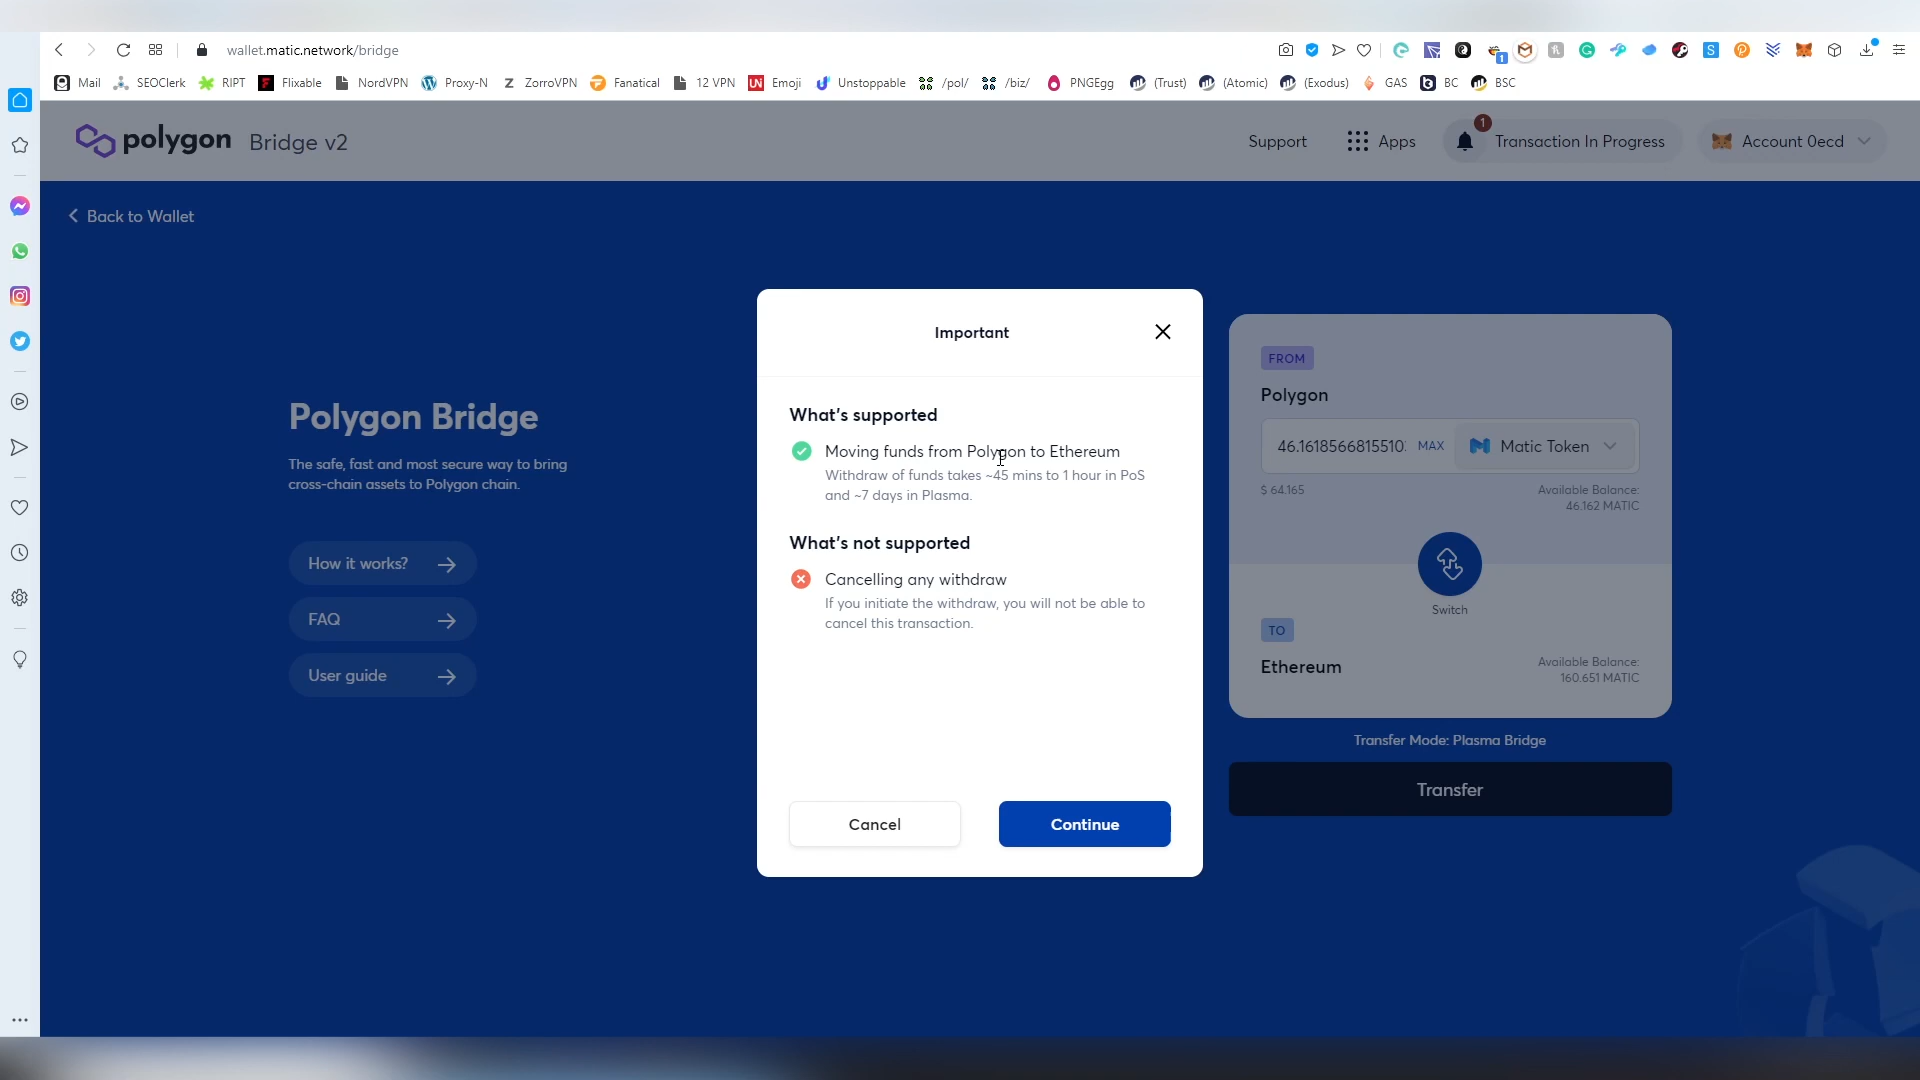 wallet.matic.network/bridge
1
Mail SEOClerk RIPT Flixable NordVPN Proxy-N Z ZorroVPN Fanatical 12 VPN UN Emoji Unstoppable /pol/ /biz/ PNGEgg (Trust) (Atomic) (Exodus) GAS BC BSC
polygon Bridge v2
Support
Apps
1
Transaction In Progress
Account 0ecd
Back to Wallet
Polygon Bridge
The safe, fast and most secure way to bring
cross-chain assets to Polygon chain.
How it works?
FAQ
User guide
Important
What's supported
Moving funds from Polygon to Ethereum
Withdraw of funds takes ~45 mins to 1 hour in PoS
and ~7 days in Plasma.
What's not supported
Cancelling any withdraw
If you initiate the withdraw, you will not be able to
cancel this transaction.
Cancel
Continue
FROM
Polygon
46.1618566815510 MAX Matic Token
$ 64.165
Available Balance:
46.162 MATIC
Switch
TO
Ethereum
Available Balance:
160.651 MATIC
Transfer Mode: Plasma Bridge
Transfer